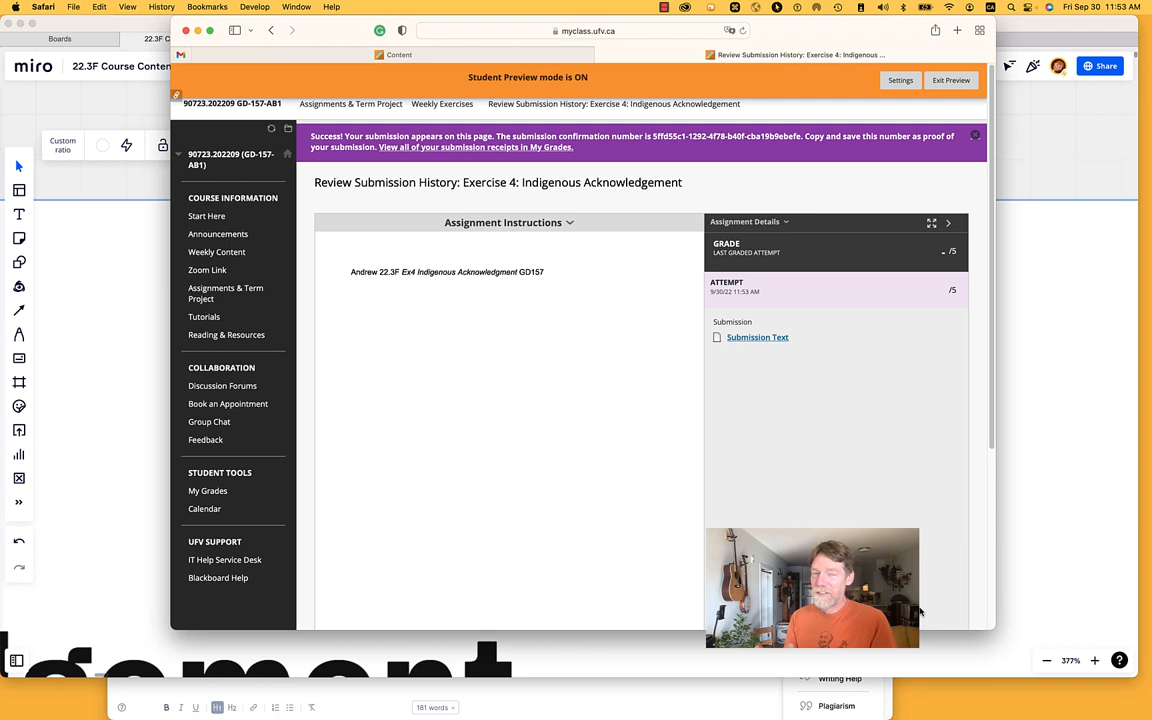 Safari File Edit View History Bookmarks Develop Window Help
CA
Fri Sep 30 11:53 AM
Boards
22.3F C
miro
22.3F Course Conten
Share
Custom
ratio
myclass.ufv.ca
Content
Review Submission History: Exercise 4: Indigenous ...
Student Preview mode is ON
Settings
Exit Preview
90723.202209 GD-157-AB1
Assignments & Term Project
Weekly Exercises
Review Submission History: Exercise 4: Indigenous Acknowledgement
Success! Your submission appears on this page. The submission confirmation number is 5ffd55c1-1292-4f78-b40f-cba19b9ebefe. Copy and save this number as proof of
your submission. View all of your submission receipts in My Grades.
90723.202209 (GD-157-
AB1)
COURSE INFORMATION
Start Here
Announcements
Weekly Content
Zoom Link
Assignments & Term
Project
Tutorials
Reading & Resources
COLLABORATION
Discussion Forums
Book an Appointment
Group Chat
Feedback
STUDENT TOOLS
My Grades
Calendar
UFV SUPPORT
IT Help Service Desk
Blackboard Help
Review Submission History: Exercise 4: Indigenous Acknowledgement
Assignment Instructions
Andrew 22.3F Ex4 Indigenous Acknowledgment GD157
Assignment Details
GRADE
LAST GRADED ATTEMPT
- /5
ATTEMPT
9/30/22 11:53 AM
/5
Submission
Submission Text
377%
B I U H1 H2
181 words
Writing Help
Plagiarism